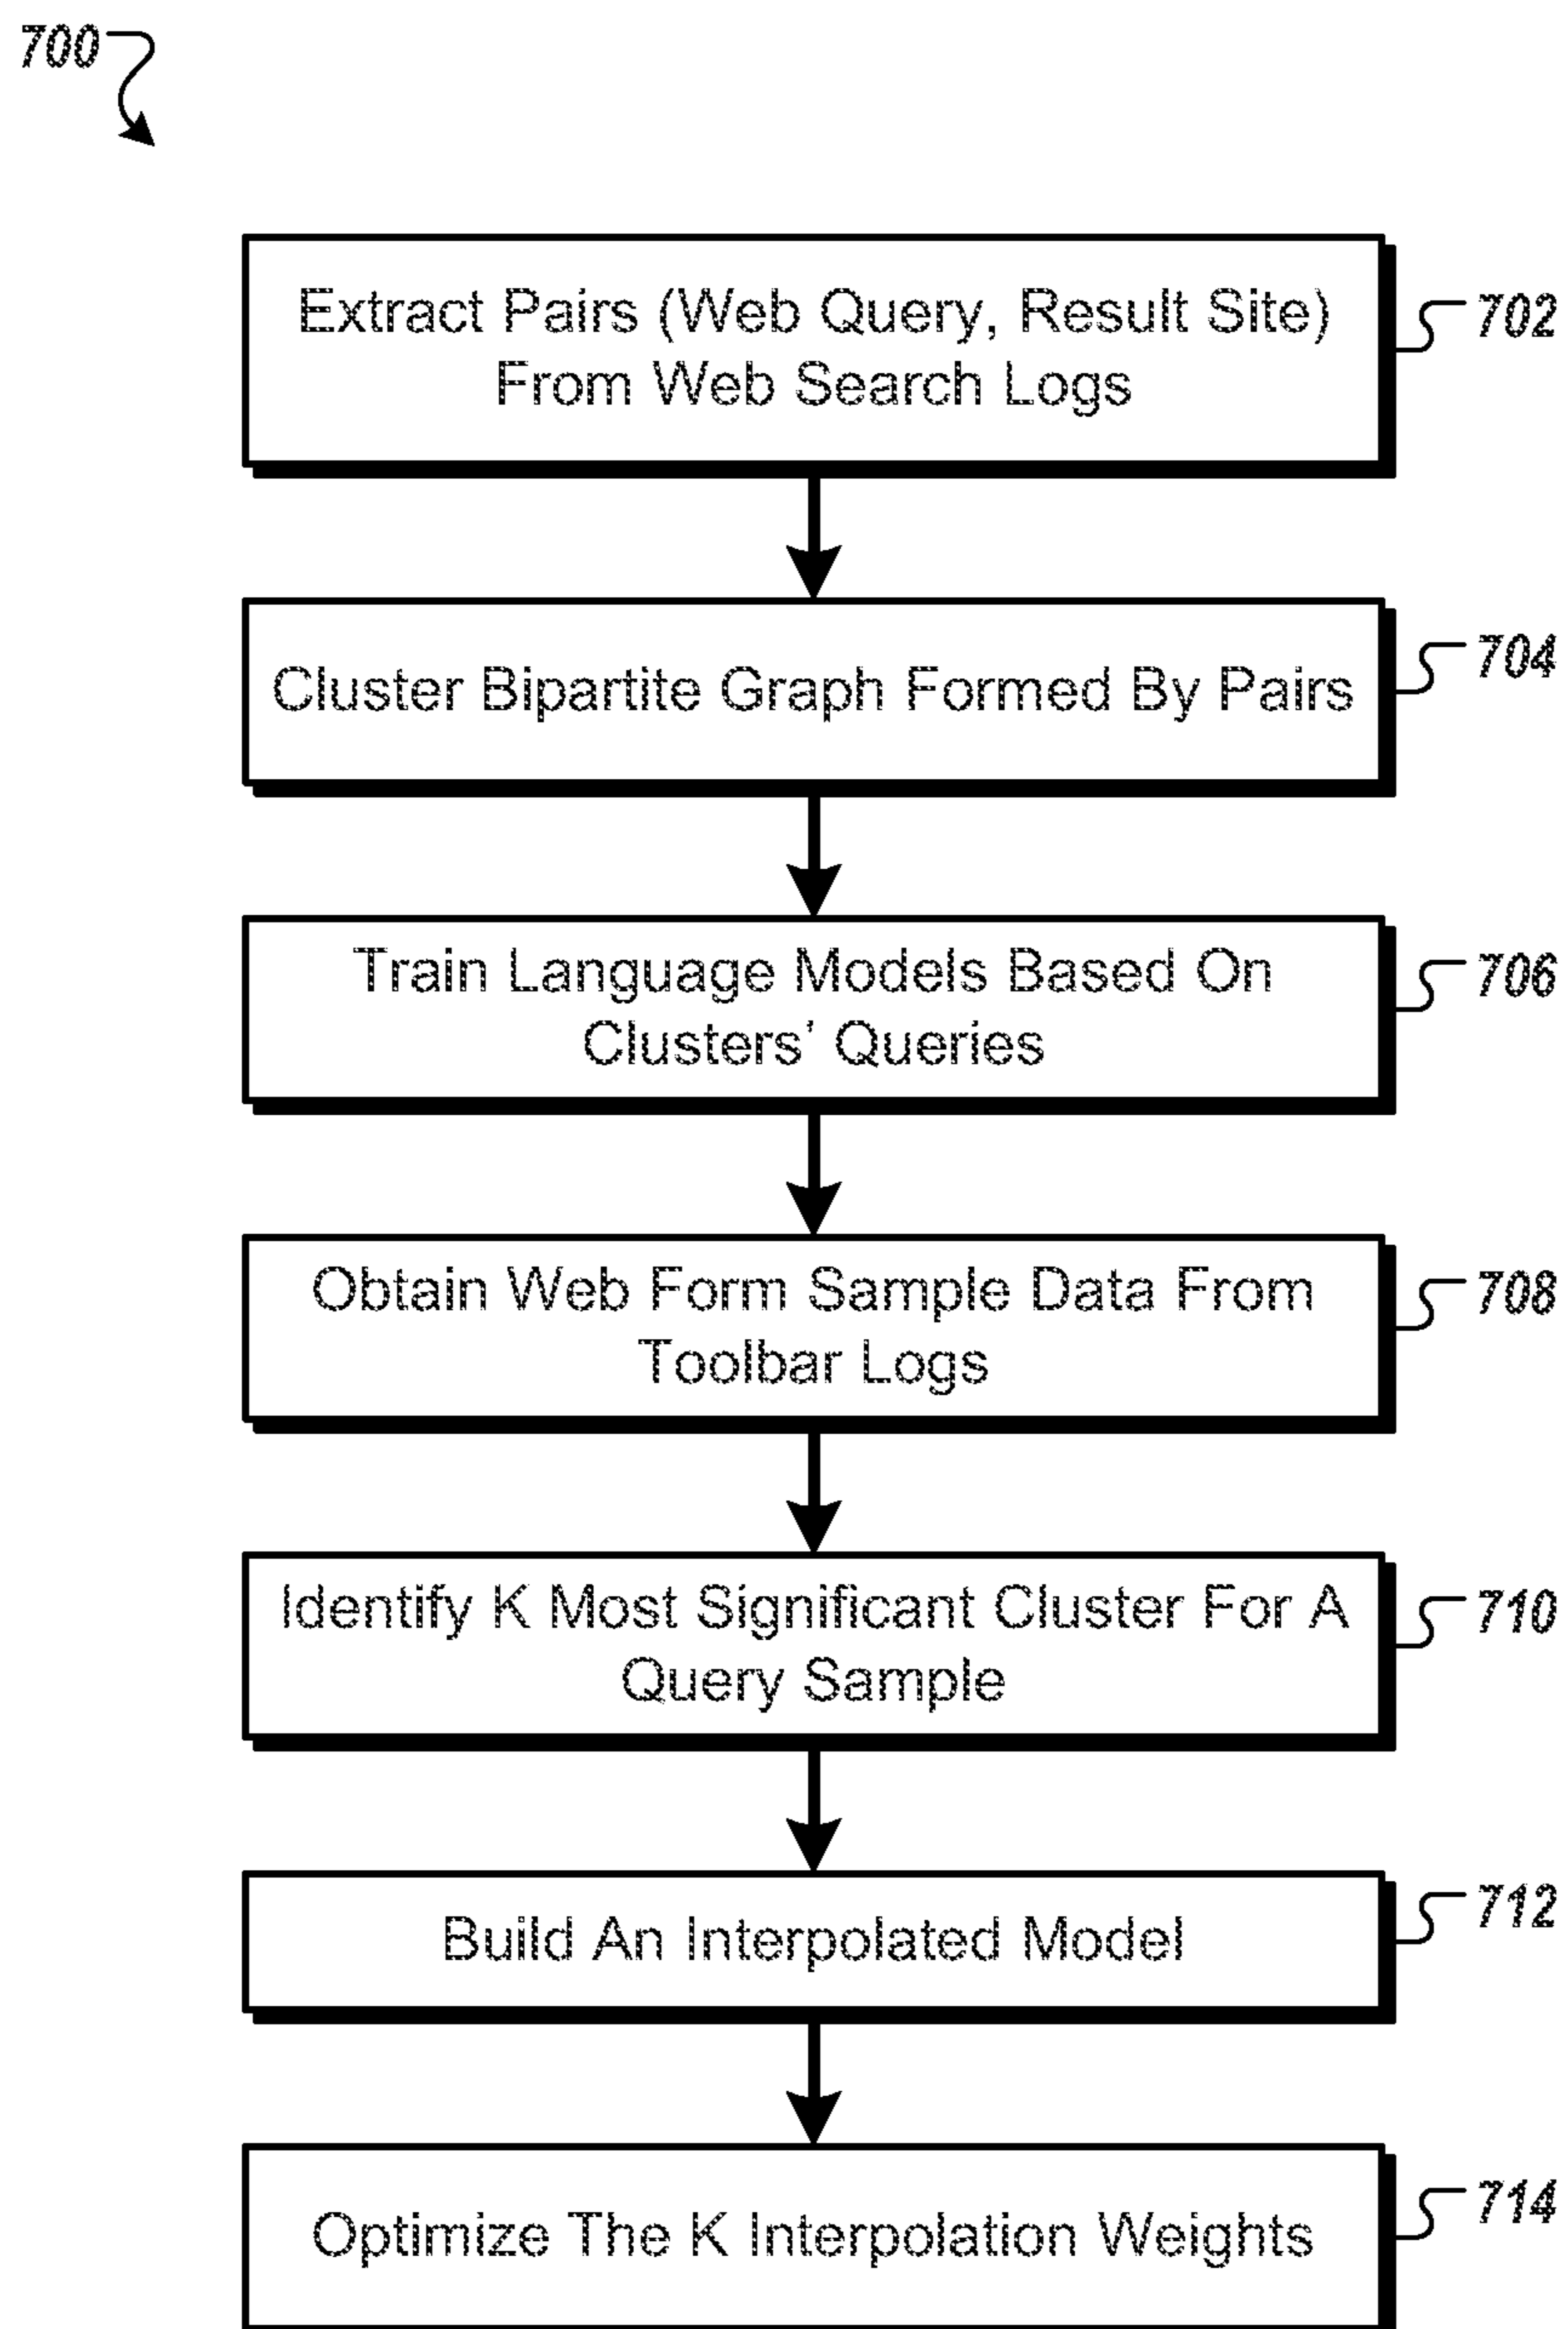 700
Extract Pairs (Web Query, Result Site)
From Web Search Logs
702
Cluster Bipartite Graph Formed By Pairs
704
Train Language Models Based On
Clusters' Queries
706
Obtain Web Form Sample Data From
Toolbar Logs
708
Identify K Most Significant Cluster For A
Query Sample
710
Build An Interpolated Model
712
Optimize The K Interpolation Weights
714